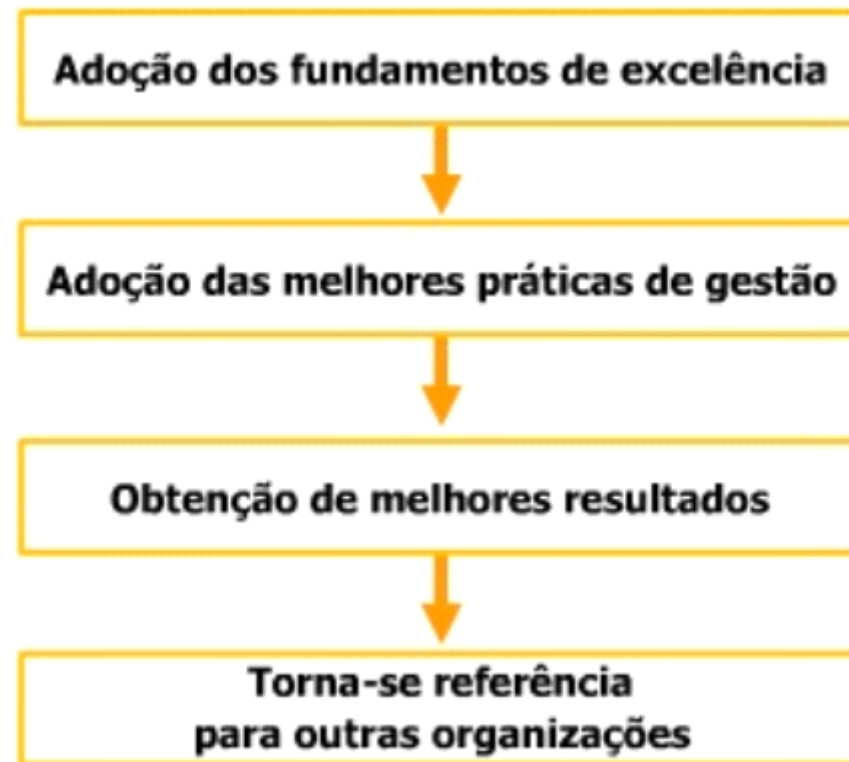 Adoção dos fundamentos de excelência
Adoção das melhores práticas de gestão
Obtenção de melhores resultados
Torna-se referência
para outras organizações